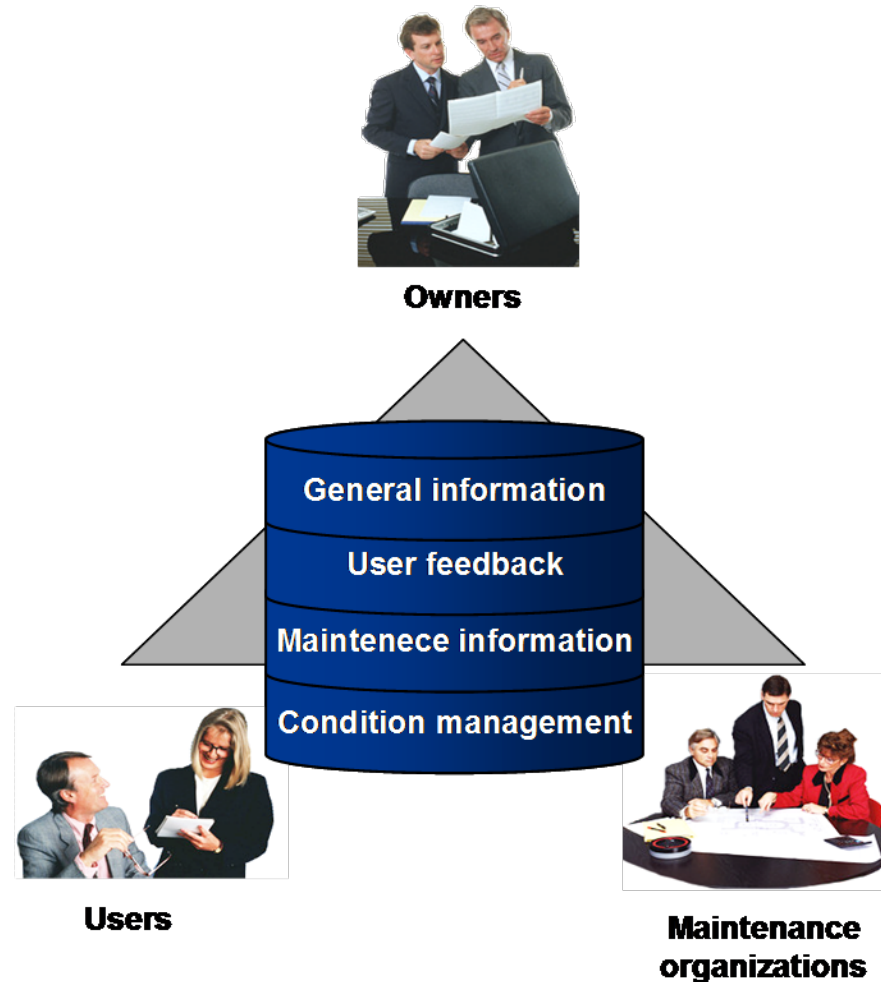 Owners
General information
User feedback
Maintenece information
Condition management
Users
Maintenance
organizations